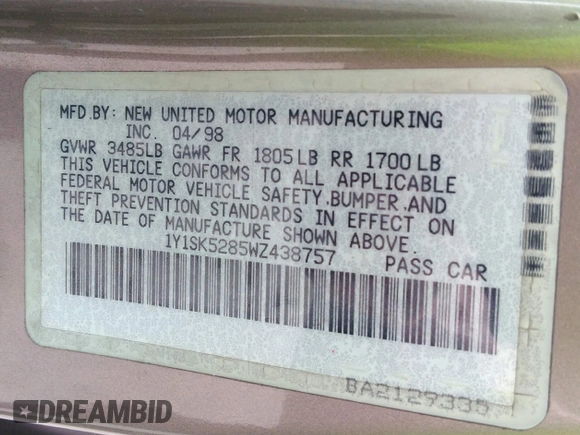 MFD.BY: NEW UNITED MOTOR MANUFACTURING
INC. 04/98
GVWR 3485LB GAWR FR 1805LB RR 1700LB
THIS VEHICLE CONFORMS TO ALL APPLICABLE
FEDERAL MOTOR VEHICLE SAFETY.BUMPER.AND
THEFT PREVENTION STANDARDS IN EFFECT ON
THE DATE OF MANUFACTURE SHOWN ABOVE.
1Y1SK5285WZ438757 PASS CAR
BA2129335
DREAMBID